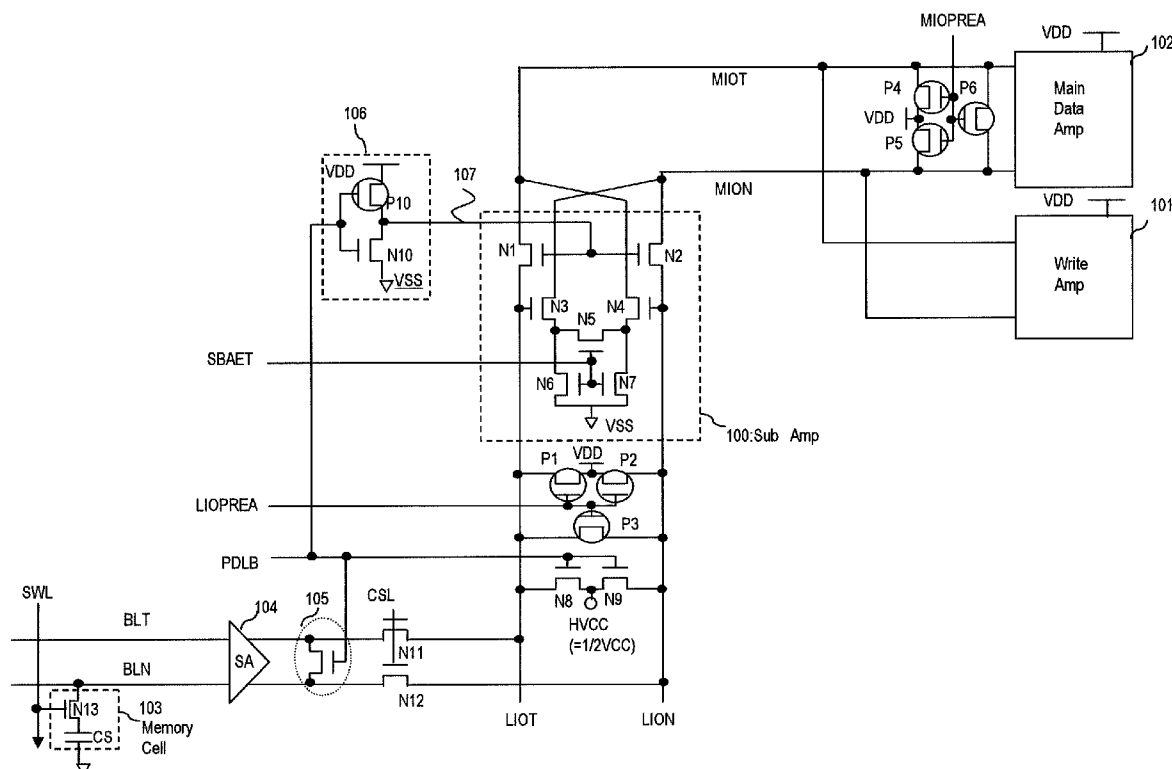 MIOPREA
VDD
102
MIOT
P4
P6
Main
Data
Amp
VDD
P5
106
VDD
107
MION
101
P10
VDD
N1
N2
N10
VSS
Write
Amp
N3
N4
N5
SBAET
N6
N7
VSS
100:Sub Amp
P1
VDD
P2
LIOPREA
P3
PDLB
SWL
CSL
N8
N9
104
105
BLT
HVCC
(=1/2VCC)
SA
N11
BLN
N12
N13
103
Memory
Cell
CS
LIOT
LION